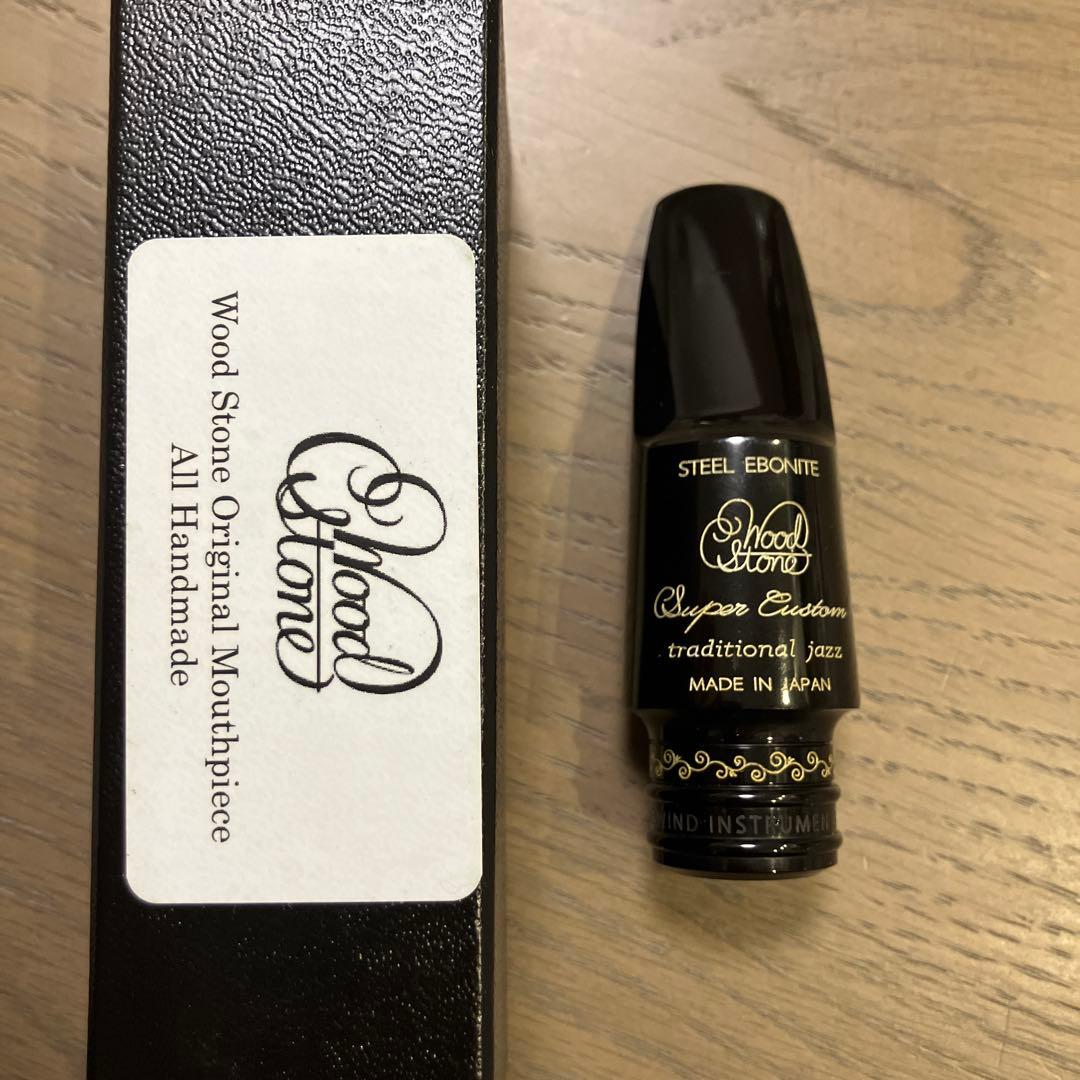 Wood
Stone
Wood Stone Original Mouthpiece
All Handmade
STEEL EBONITE
Wood
Stone
Super Custom
traditional jazz
MADE IN JAPAN
WIND INSTRUMEN